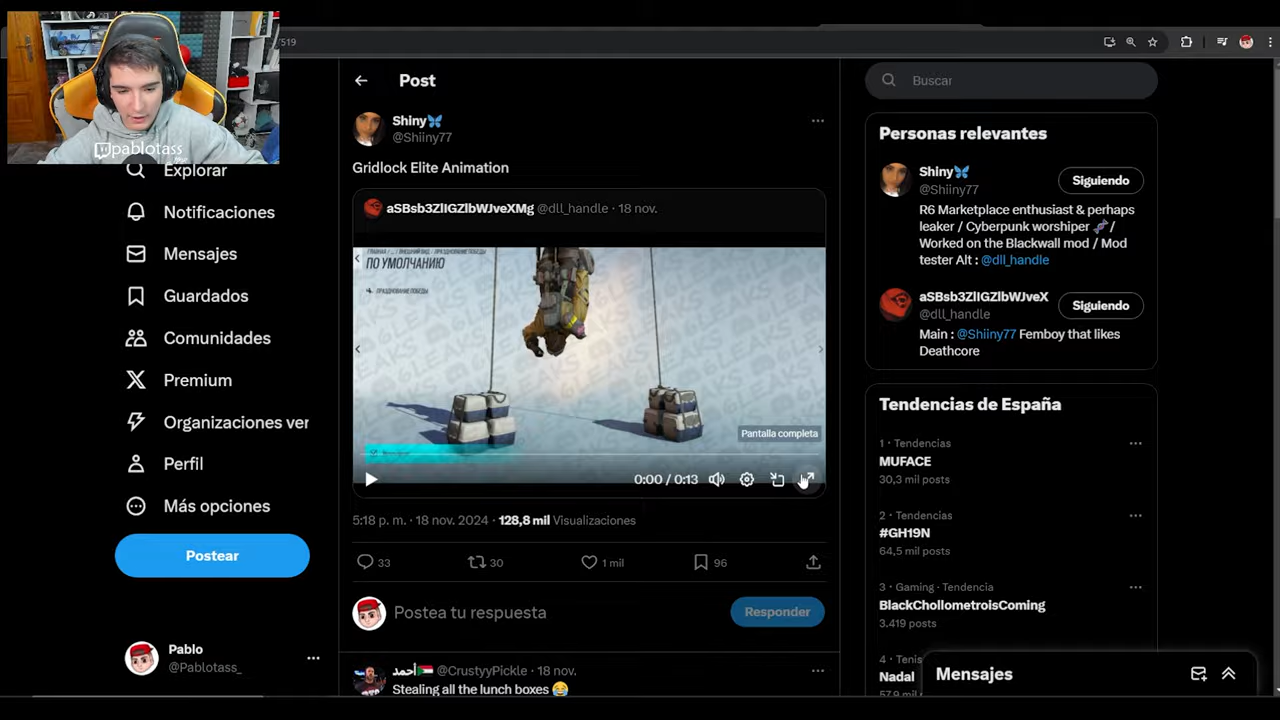 519
pablotass
Explorar
Notificaciones
Mensajes
Guardados
Comunidades
Premium
Organizaciones ver
Perfil
Más opciones
Postear
Pablo
@Pablotass_
Post
Shiny🦋
@Shiiny77
Gridlock Elite Animation
aSBsb3ZlIGZlbWJveXMg @dll_handle · 18 nov.
ПО УМОЛЧАНИЮ
ПРАЗДНОВАНИЕ ПОБЕДЫ
6LEAKS
Pantalla completa
0:00 / 0:13
5:18 p. m. · 18 nov. 2024 · 128,8 mil Visualizaciones
33
30
1 mil
96
Postea tu respuesta
Responder
أحمد🇸🇩 @CrustyyPickle · 18 nov.
Stealing all the lunch boxes 😂
Buscar
Personas relevantes
Shiny🦋
@Shiiny77
Siguiendo
R6 Marketplace enthusiast & perhaps
leaker / Cyberpunk worshiper 🧬 /
Worked on the Blackwall mod / Mod
tester Alt : @dll_handle
aSBsb3ZlIGZlbWJveX
@dll_handle
Siguiendo
Main : @Shiiny77 Femboy that likes
Deathcore
Tendencias de España
1 · Tendencias
MUFACE
30,3 mil posts
2 · Tendencias
#GH19N
64,5 mil posts
3 · Gaming · Tendencia
BlackChollometroisComing
3.419 posts
4 · Tenis
Nadal
57,9 mil posts
Mensajes